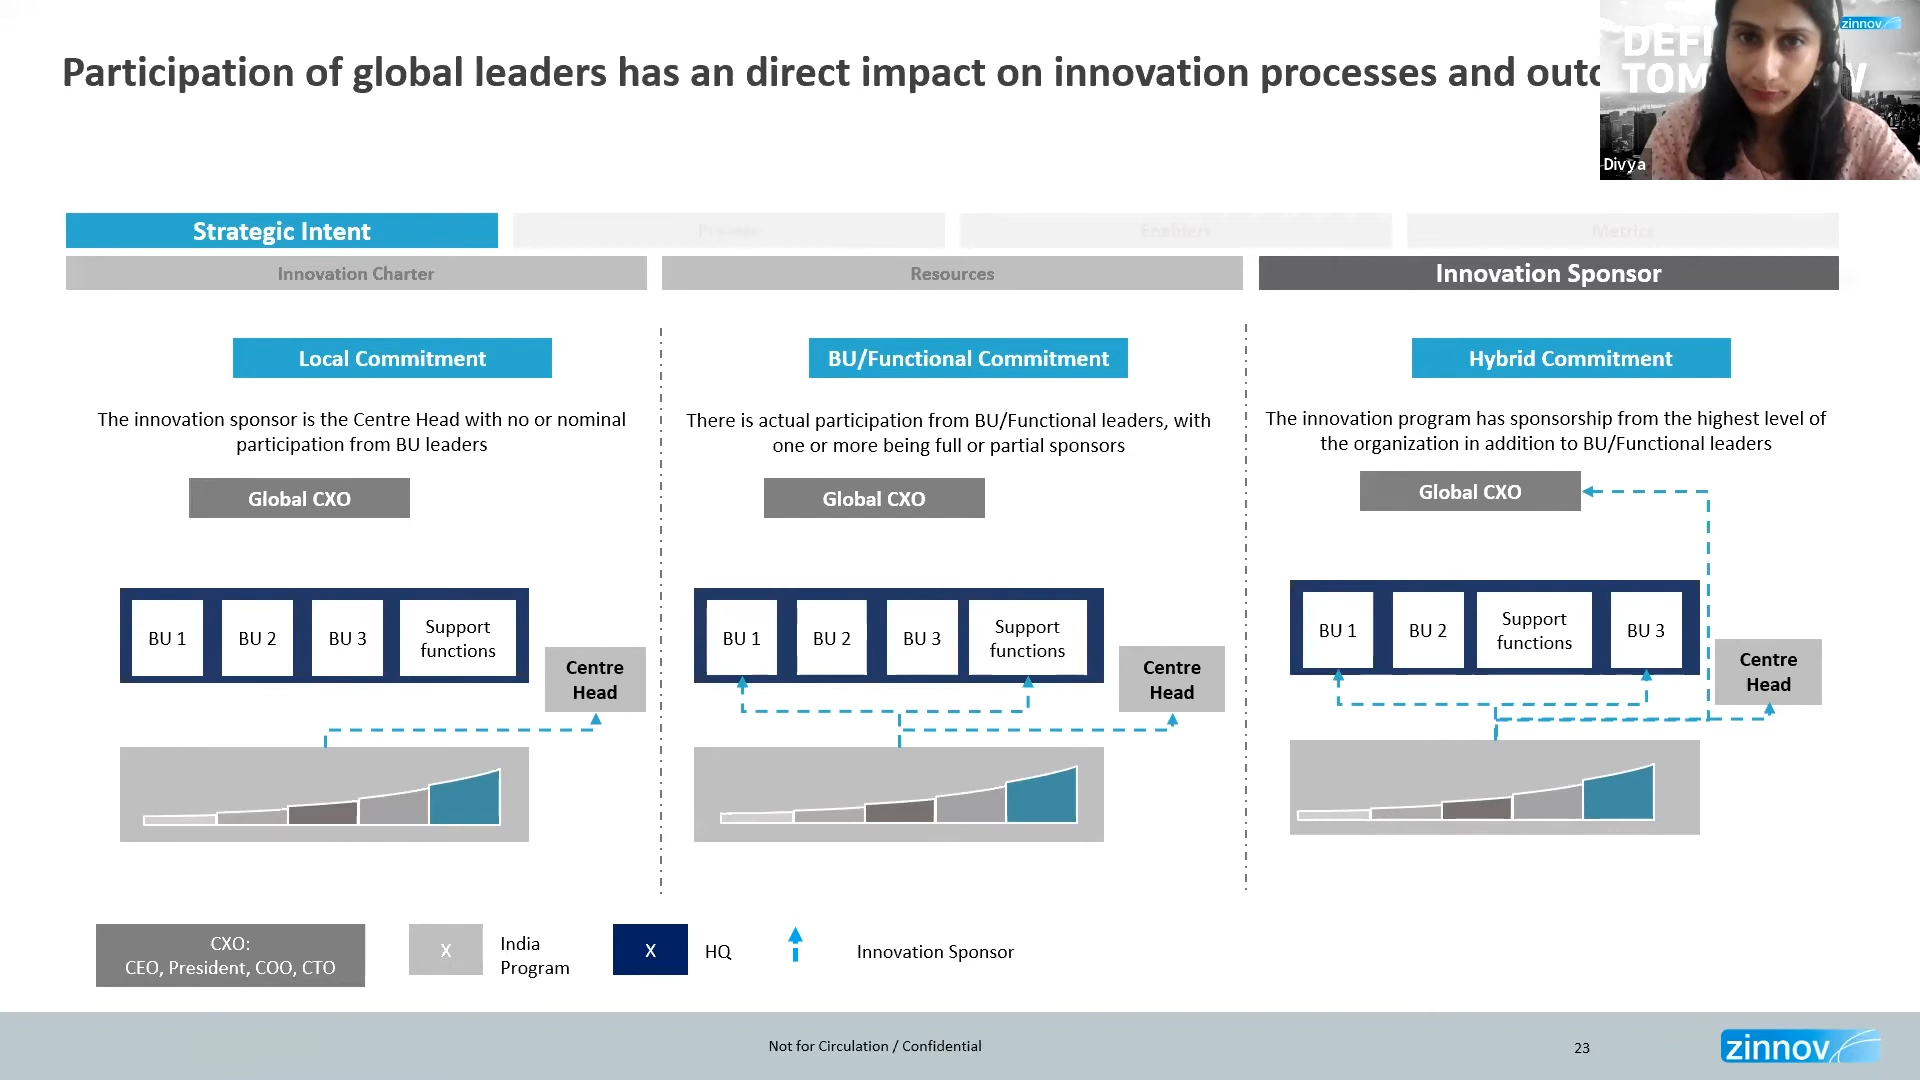 Participation of global leaders has an direct impact on innovation processes and
zinnov
Divya
Strategic Intent
Process
Enablers
Metrics
Innovation Charter
Resources
Innovation Sponsor
Local Commitment
The innovation sponsor is the Centre Head with no or nominal
participation from BU leaders
Global CXO
BU 1
BU 2
BU 3
Support
functions
Centre
Head
BU/Functional Commitment
There is actual participation from BU/Functional leaders, with
one or more being full or partial sponsors
Global CXO
BU 1
BU 2
BU 3
Support
functions
Centre
Head
Hybrid Commitment
The innovation program has sponsorship from the highest level of
the organization in addition to BU/Functional leaders
Global CXO
BU 1
BU 2
Support
functions
BU 3
Centre
Head
CXO:
CEO, President, COO, CTO
X
India
Program
X
HQ
Innovation Sponsor
Not for Circulation / Confidential
23
zinnov